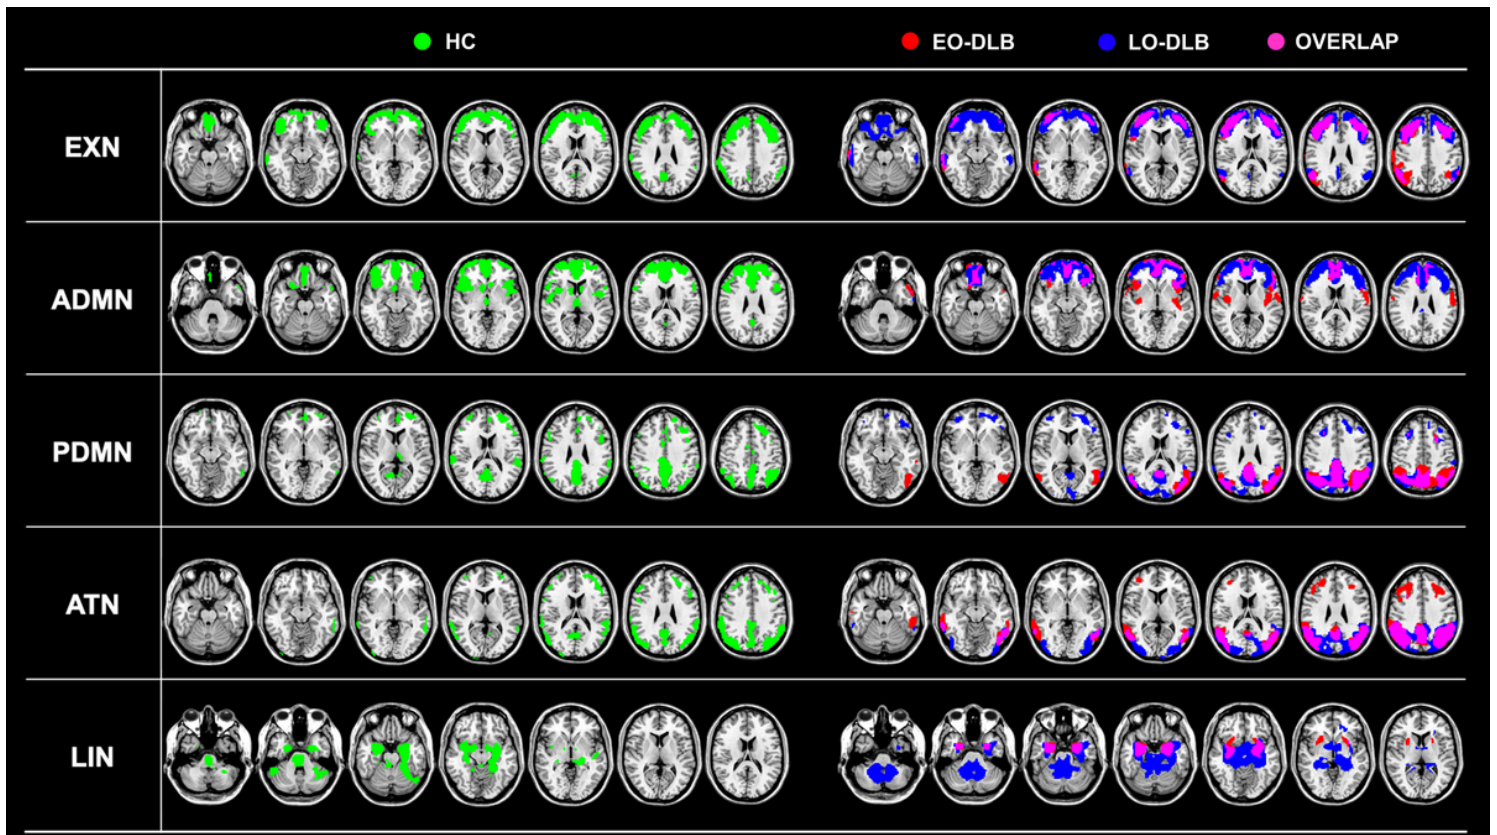 HC EO-DLB LO-DLB OVERLAP
EXN
ADMN
PDMN
ATN
LIN